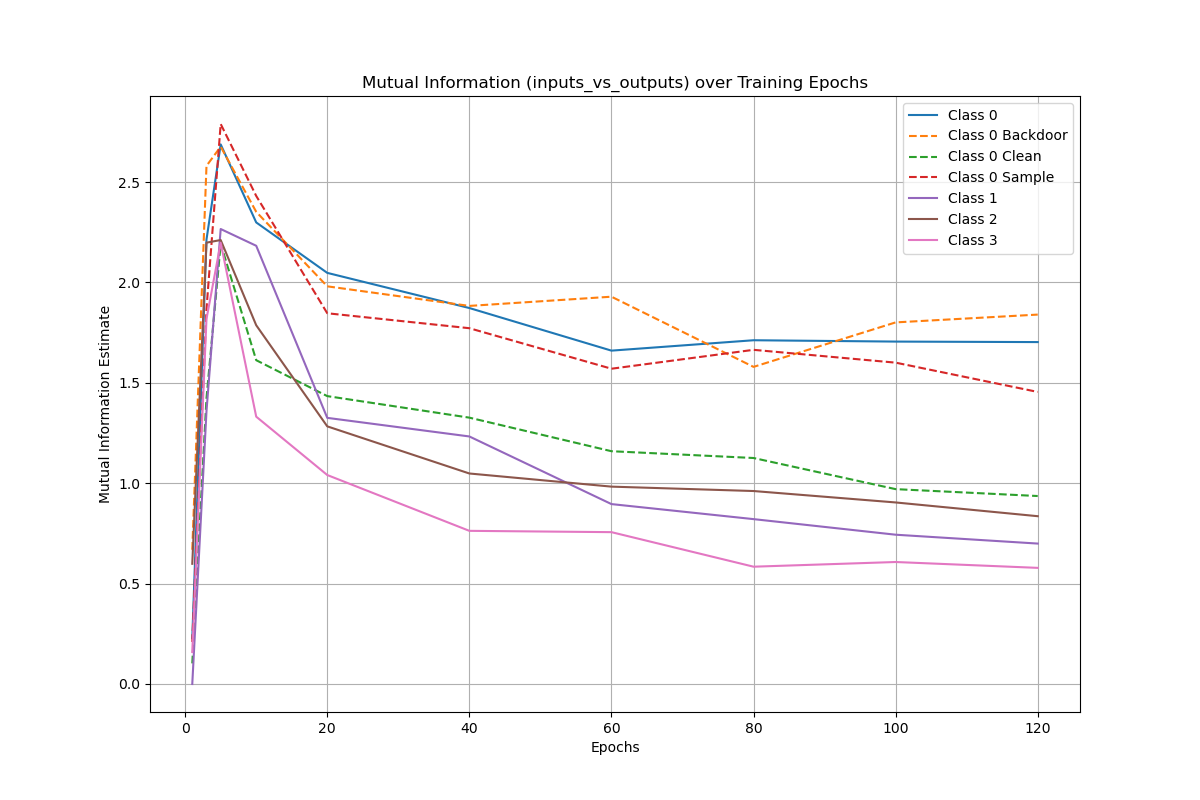 Mutual Information (inputs_vs_outputs) over Training Epochs
Class 0
Class 0 Backdoor
Class 0 Clean
Class 0 Sample
Class 1
Class 2
Class 3
Mutual Information Estimate
2.5
2.0
1.5
1.0
0.5
0.0
0 20 40 60 80 100 120
Epochs